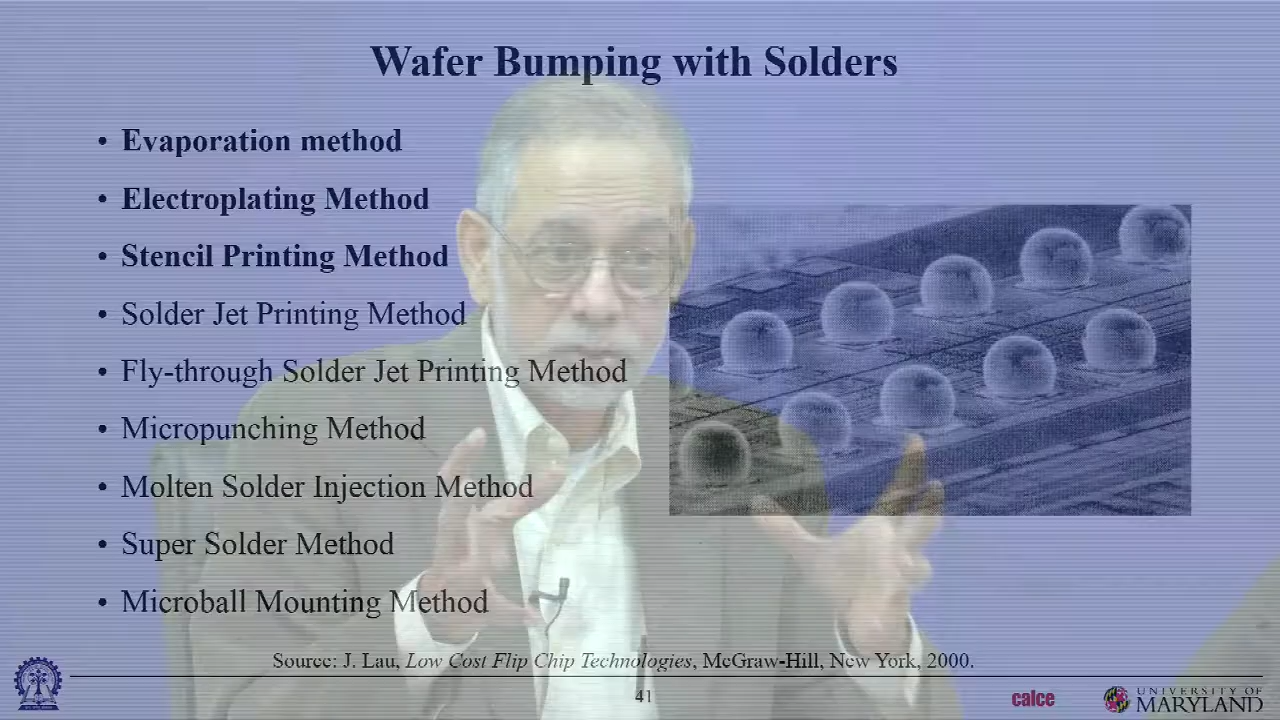 Wafer Bumping with Solders
• Evaporation method
• Electroplating Method
• Stencil Printing Method
• Solder Jet Printing Method
• Fly-through Solder Jet Printing Method
• Micropunching Method
• Molten Solder Injection Method
• Super Solder Method
• Microball Mounting Method
Source: J. Lau, Low Cost Flip Chip Technologies, McGraw-Hill, New York, 2000.
41
calce
UNIVERSITY OF
MARYLAND